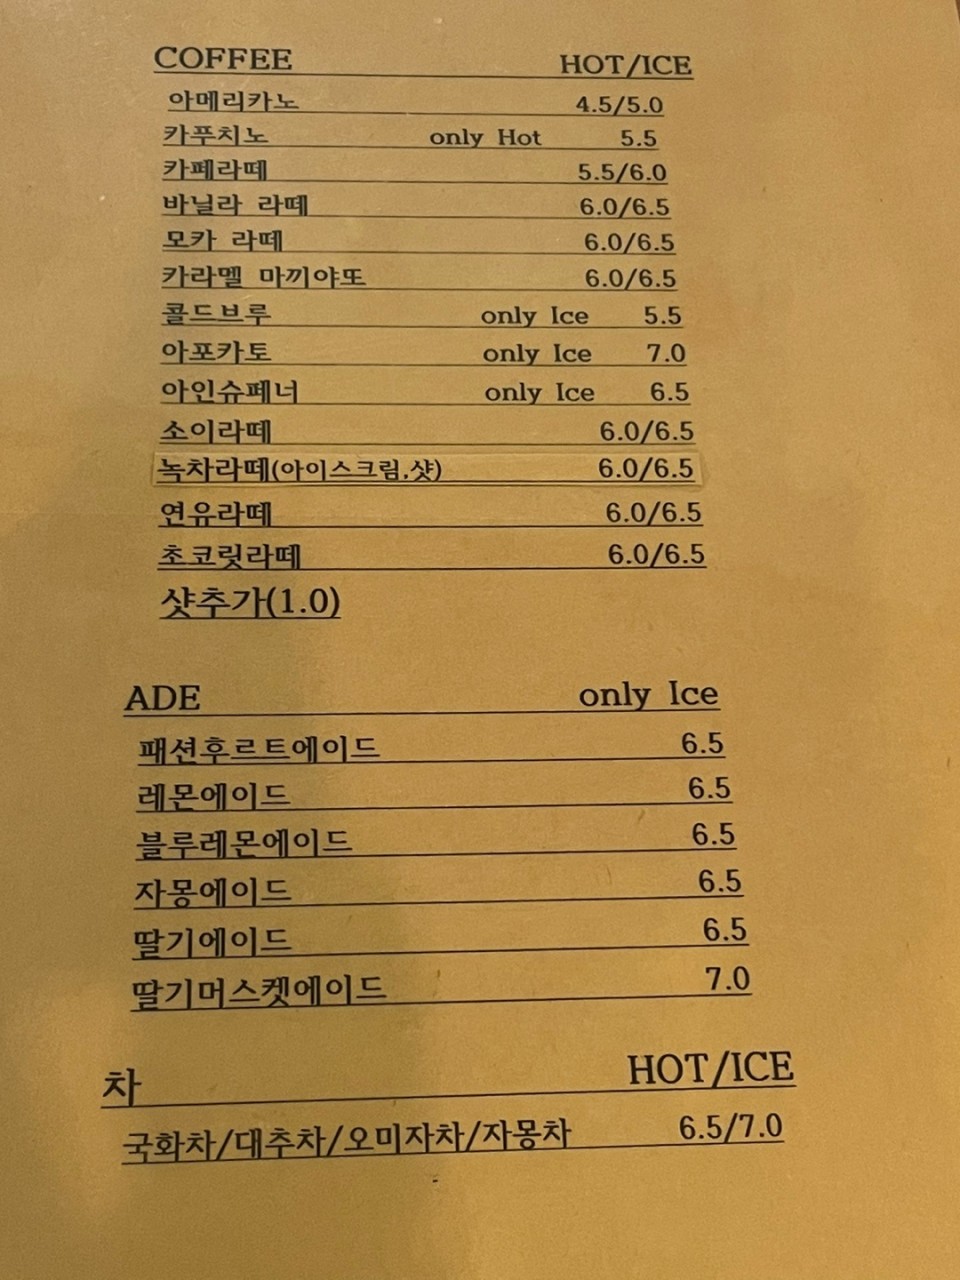 COFFEE HOT/ICE
아메리카노 4.5/5.0
카푸치노 only Hot 5.5
카페라떼 5.5/6.0
바닐라 라떼 6.0/6.5
모카 라떼 6.0/6.5
카라멜 마끼야또 6.0/6.5
콜드브루 only Ice 5.5
아포카토 only Ice 7.0
아인슈페너 only Ice 6.5
소이라떼 6.0/6.5
녹차라떼(아이스크림.샷) 6.0/6.5
연유라떼 6.0/6.5
초코릿라떼 6.0/6.5
샷추가(1.0)
ADE only Ice
패션후르트에이드 6.5
레몬에이드 6.5
블루레몬에이드 6.5
자몽에이드 6.5
딸기에이드 6.5
딸기머스켓에이드 7.0
차 HOT/ICE
국화차/대추차/오미자차/자몽차 6.5/7.0